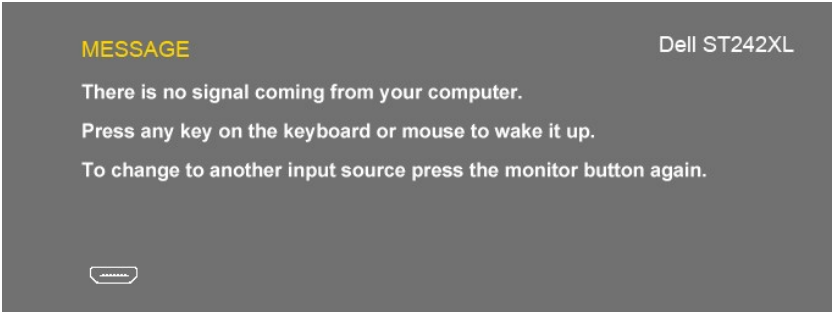 MESSAGE
Dell ST242XL
There is no signal coming from your computer.
Press any key on the keyboard or mouse to wake it up.
To change to another input source press the monitor button again.